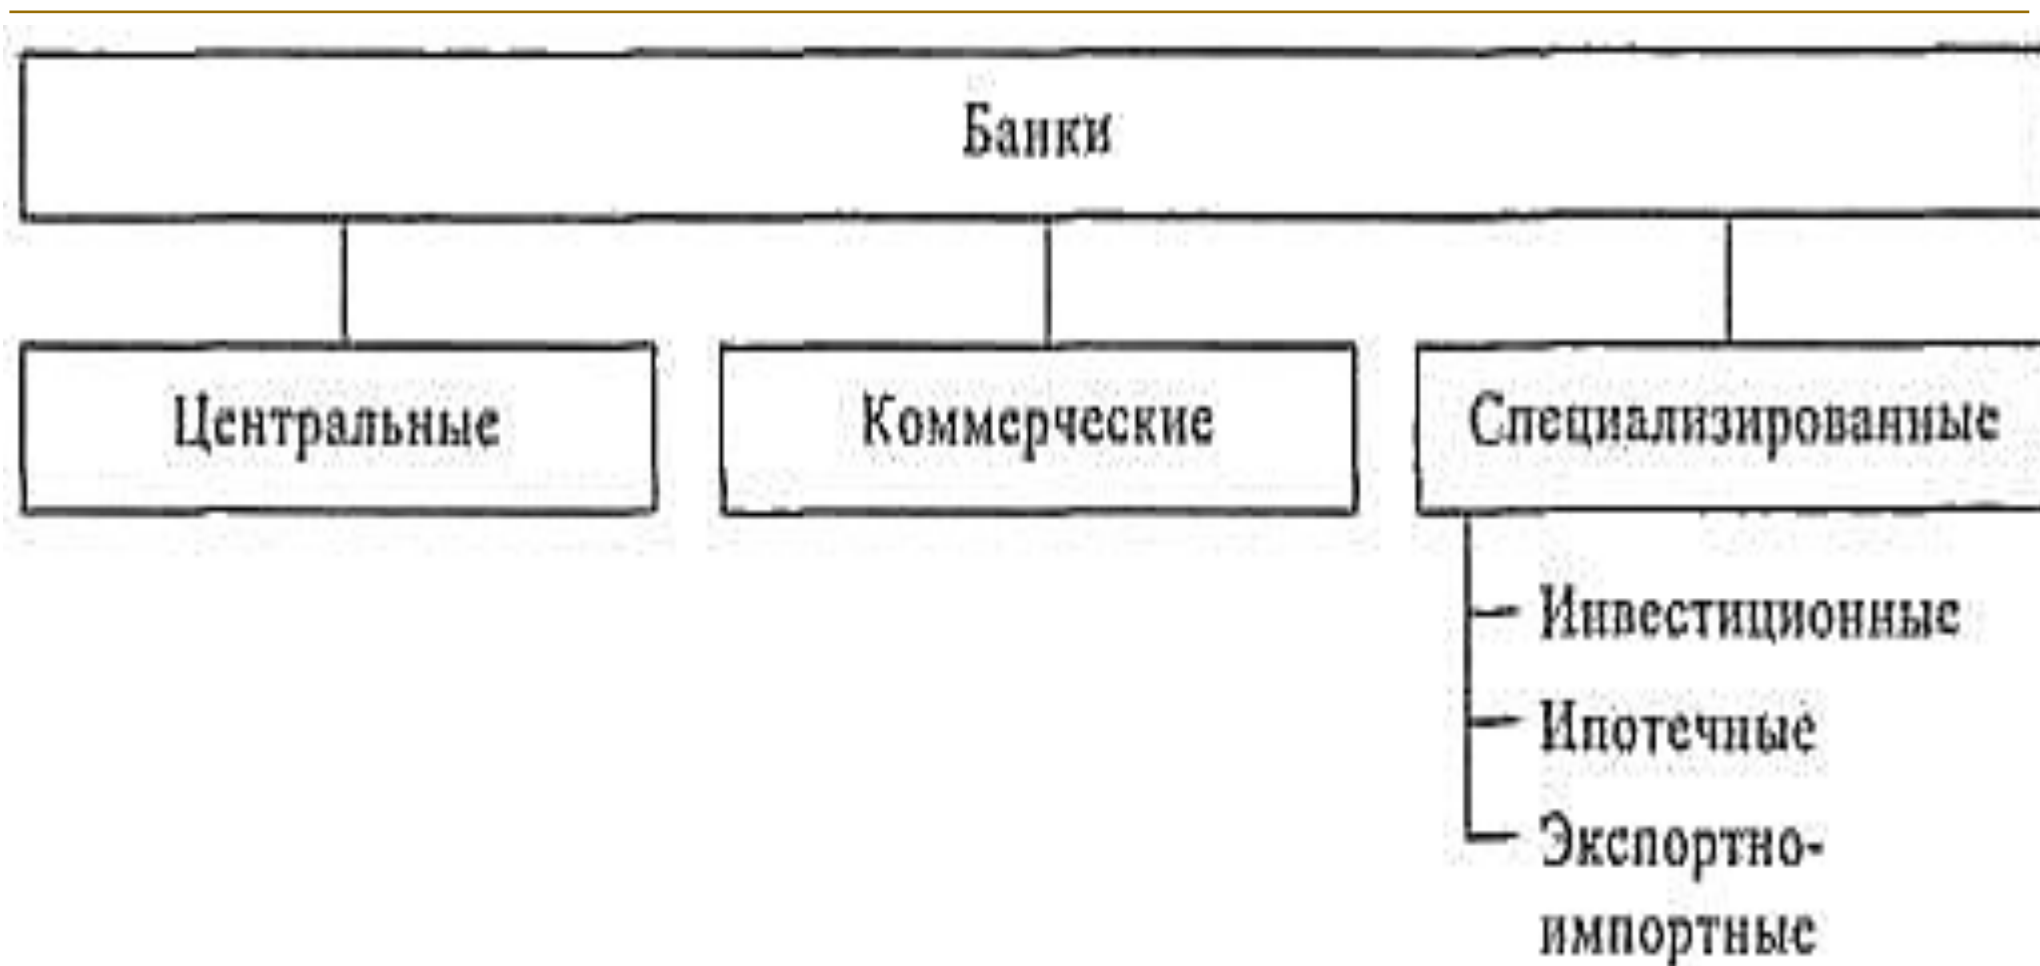 Банки
Центральные
Коммерческие
Специализированные
Инвестиционные
Ипотечные
Экспортно-
импортные